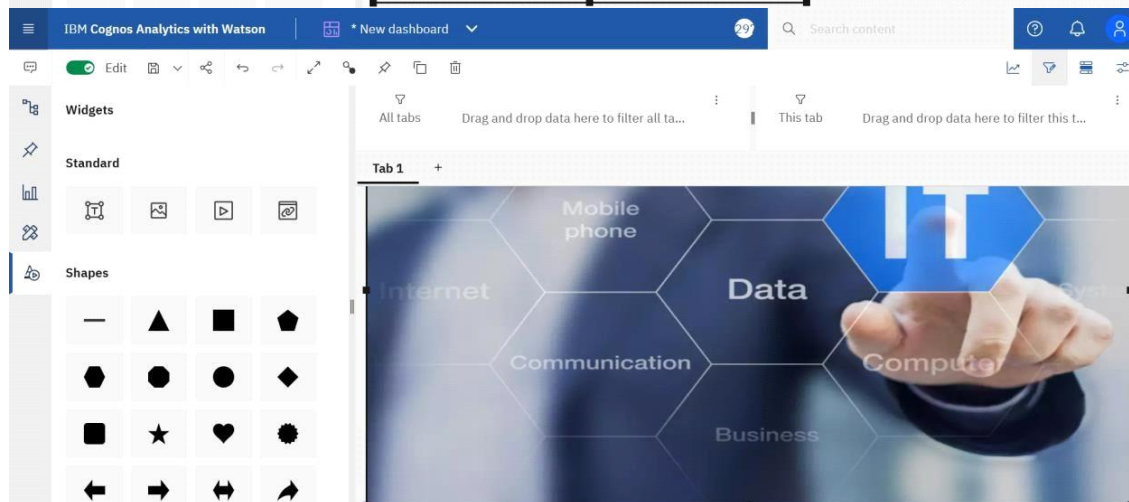 IBM Cognos Analytics with Watson
* New dashboard
297
Search content
Edit
Widgets
All tabs
Drag and drop data here to filter all ta...
This tab
Drag and drop data here to filter this t...
Standard
Tab 1 +
T
Shapes
IT
Mobile
phone
Internet
Data
Communication
Computer
Business